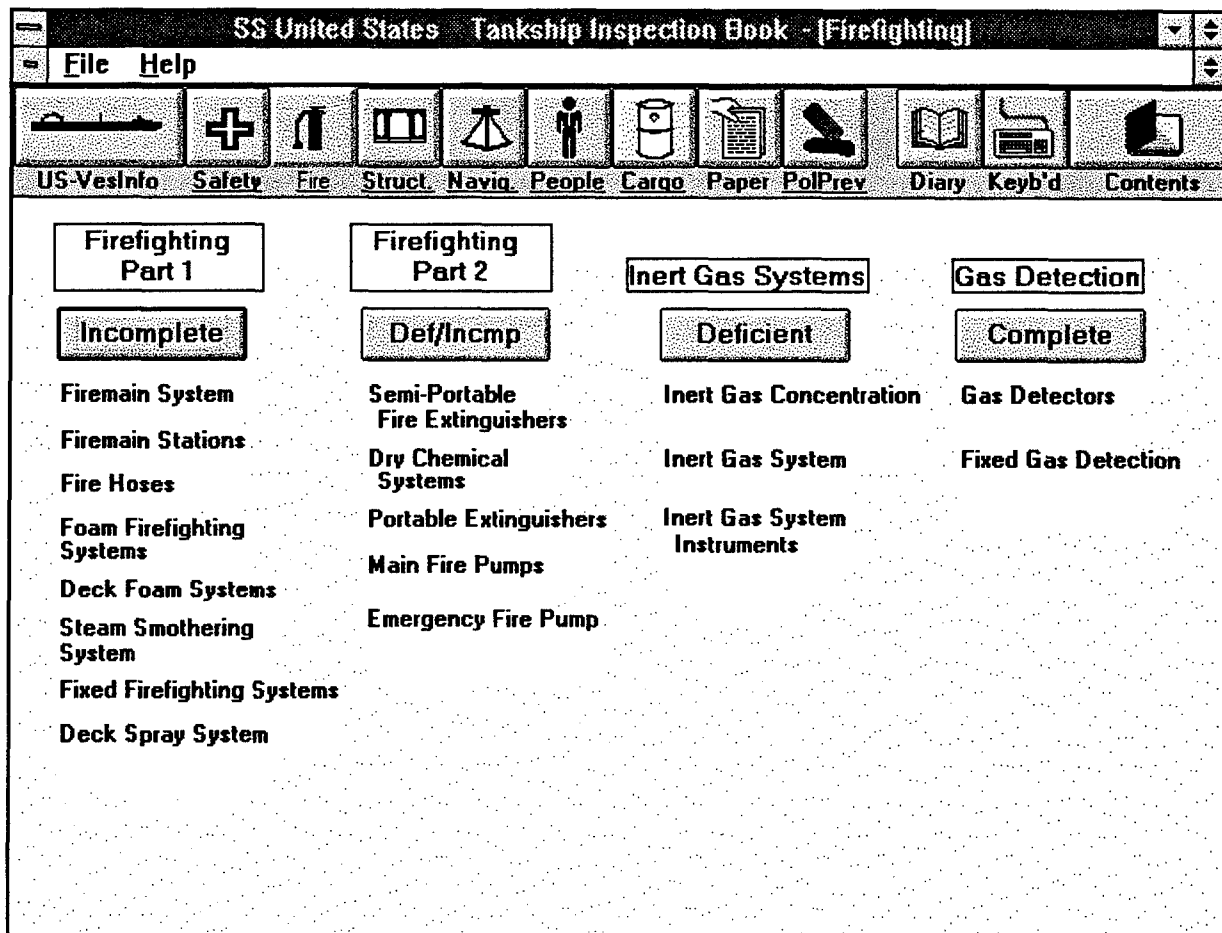 SS United States Tankship Inspection Book - [Firefighting]
File Help
US-VesInfo Safety Fire Struct. Navig. People Cargo Paper PolPrev Diary Keyb'd Contents
Firefighting
Part 1
Incomplete
Firemain System
Firemain Stations
Fire Hoses
Foam Firefighting
Systems
Deck Foam Systems
Steam Smothering
System
Fixed Firefighting Systems
Deck Spray System
Firefighting
Part 2
Def/Incmp
Semi-Portable
Fire Extinguishers
Dry Chemical
Systems
Portable Extinguishers
Main Fire Pumps
Emergency Fire Pump
Inert Gas Systems
Deficient
Inert Gas Concentration
Inert Gas System
Inert Gas System
Instruments
Gas Detection
Complete
Gas Detectors
Fixed Gas Detection